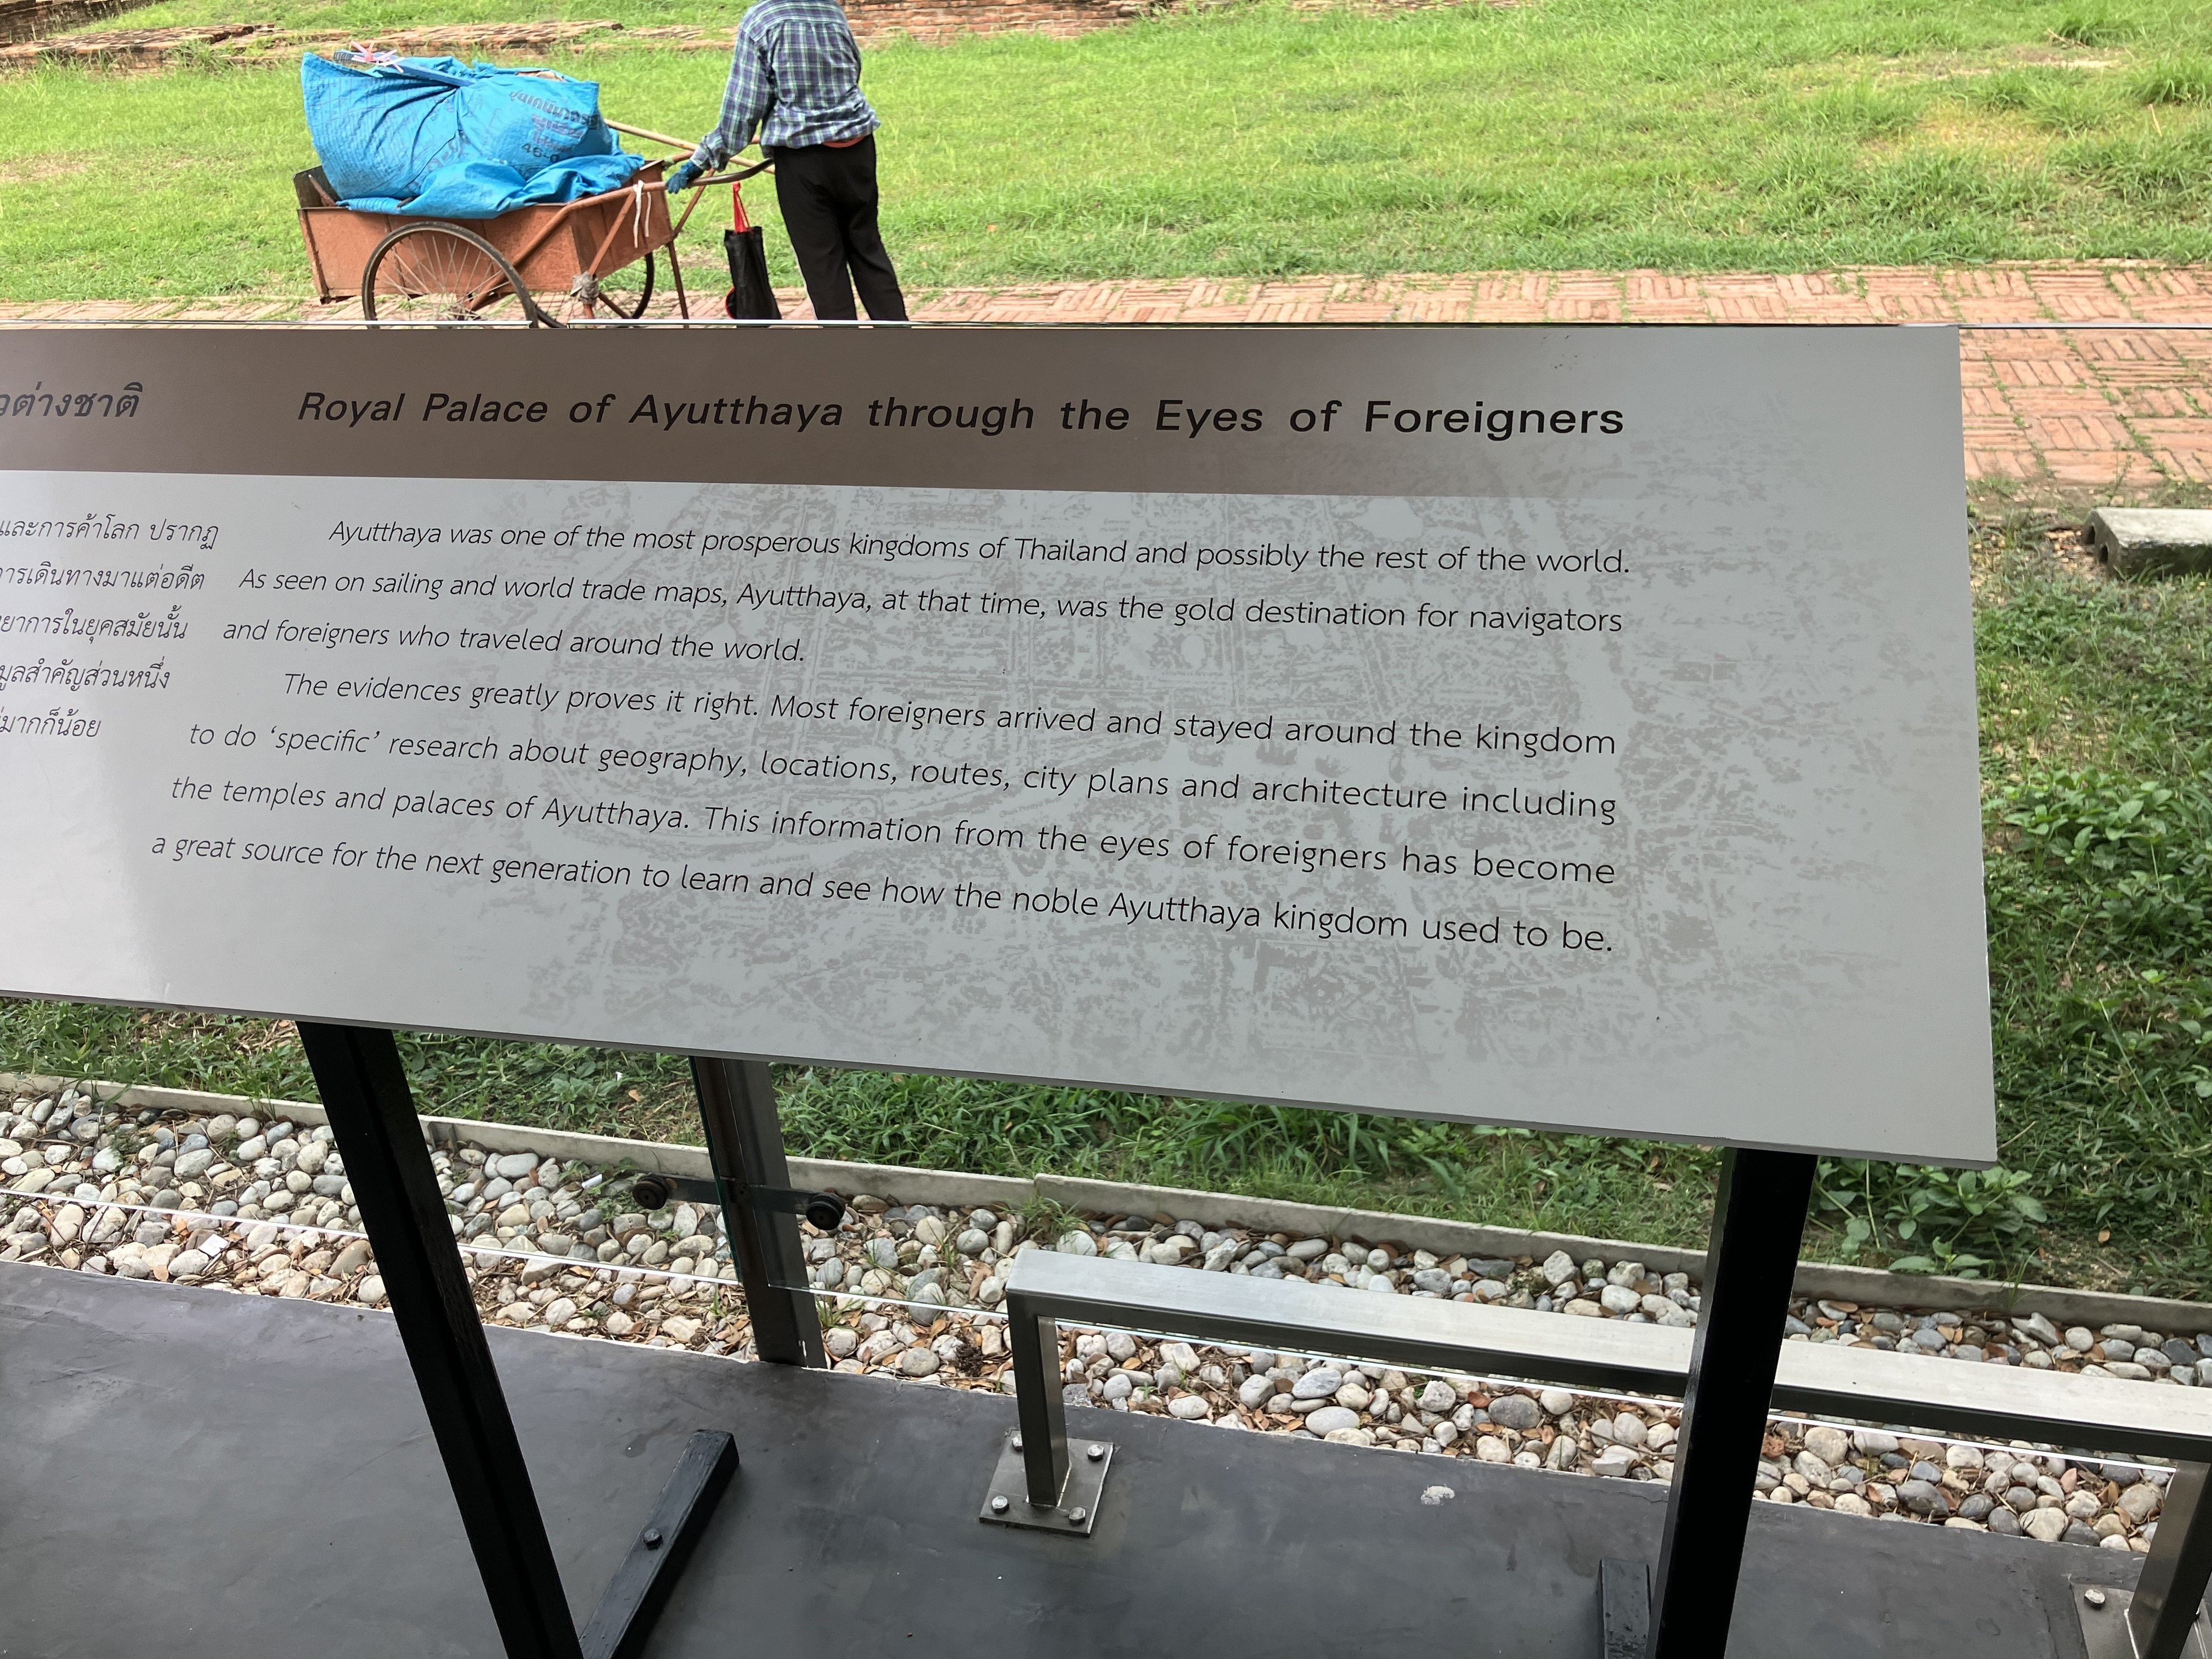 วต่างชาติ
Royal Palace of Ayutthaya through the Eyes of Foreigners
และการค้าโลก ปรากฏ
การเดินทางมาแต่อดีต
ยาการในยุคสมัยนั้น
มูลสำคัญส่วนหนึ่ง
มากก็น้อย
Ayutthaya was one of the most prosperous kingdoms of Thailand and possibly the rest of the world.
As seen on sailing and world trade maps, Ayutthaya, at that time, was the gold destination for navigators
and foreigners who traveled around the world.
The evidences greatly proves it right. Most foreigners arrived and stayed around the kingdom
to do ‘specific’ research about geography, locations, routes, city plans and architecture including
the temples and palaces of Ayutthaya. This information from the eyes of foreigners has become
a great source for the next generation to learn and see how the noble Ayutthaya kingdom used to be.